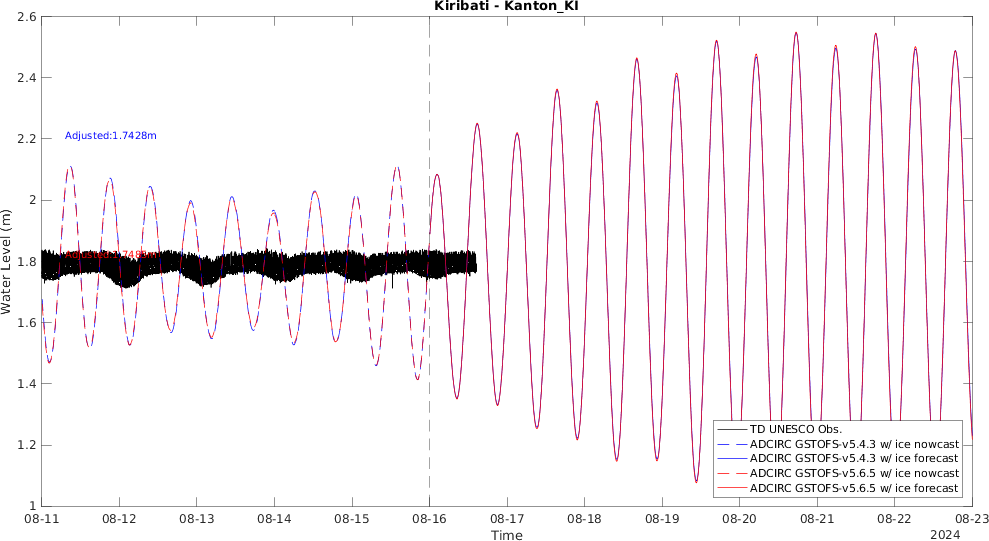 Kiribati - Kanton_KI
2.6
2.4
2.2
2
1.8
1.6
1.4
1.2
1
Water Level (m)
Adjusted:1.7428m
TD UNESCO Obs.
ADCIRC GSTOFS-v5.4.3 w/ ice nowcast
ADCIRC GSTOFS-v5.4.3 w/ ice forecast
ADCIRC GSTOFS-v5.6.5 w/ ice nowcast
ADCIRC GSTOFS-v5.6.5 w/ ice forecast
08-11 08-12 08-13 08-14 08-15 08-16 08-17 08-18 08-19 08-20 08-21 08-22 08-23
Time
2024